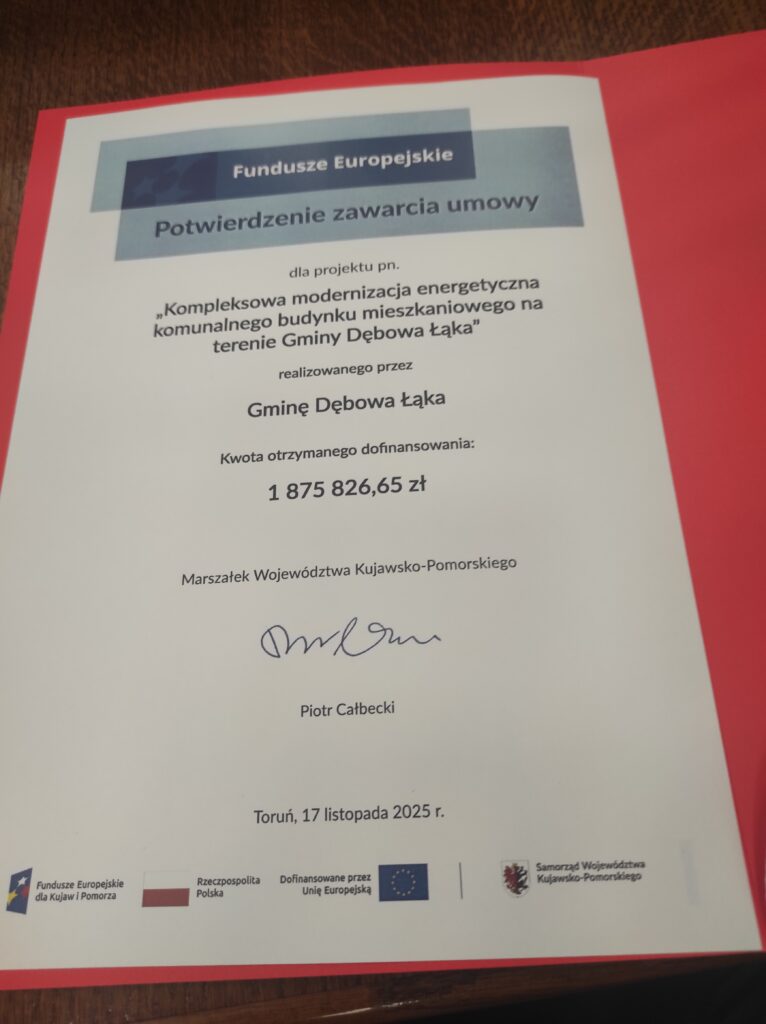 Fundusze Europejskie
Potwierdzenie zawarcia umowy
dla projektu pn.
„Kompleksowa modernizacja energetyczna
komunalnego budynku mieszkaniowego na
terenie Gminy Dębowa Łąka”
realizowanego przez
Gminę Dębowa Łąka
Kwota otrzymanego dofinansowania:
1 875 826,65 zł
Marszałek Województwa Kujawsko-Pomorskiego
Piotr Całbecki
Toruń, 17 listopada 2025 r.
Fundusze Europejskie
dla Kujaw i Pomorza
Rzeczpospolita
Polska
Dofinansowane przez
Unię Europejską
Samorząd Województwa
Kujawsko-Pomorskiego